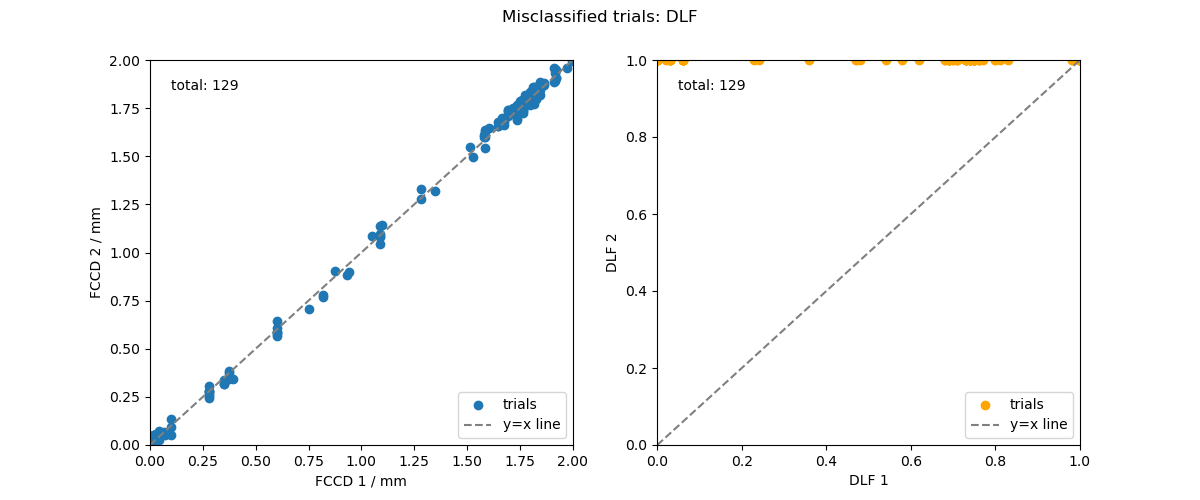 Misclassified trials: DLF
total: 129
2.00
1.75
1.50
1.25
1.00
0.75
0.50
0.25
0.00
FCCD 2 / mm
trials
y=x line
0.00 0.25 0.50 0.75 1.00 1.25 1.50 1.75 2.00
FCCD 1 / mm
total: 129
1.0
0.8
0.6
0.4
0.2
0.0
DLF 2
trials
y=x line
0.0 0.2 0.4 0.6 0.8 1.0
DLF 1